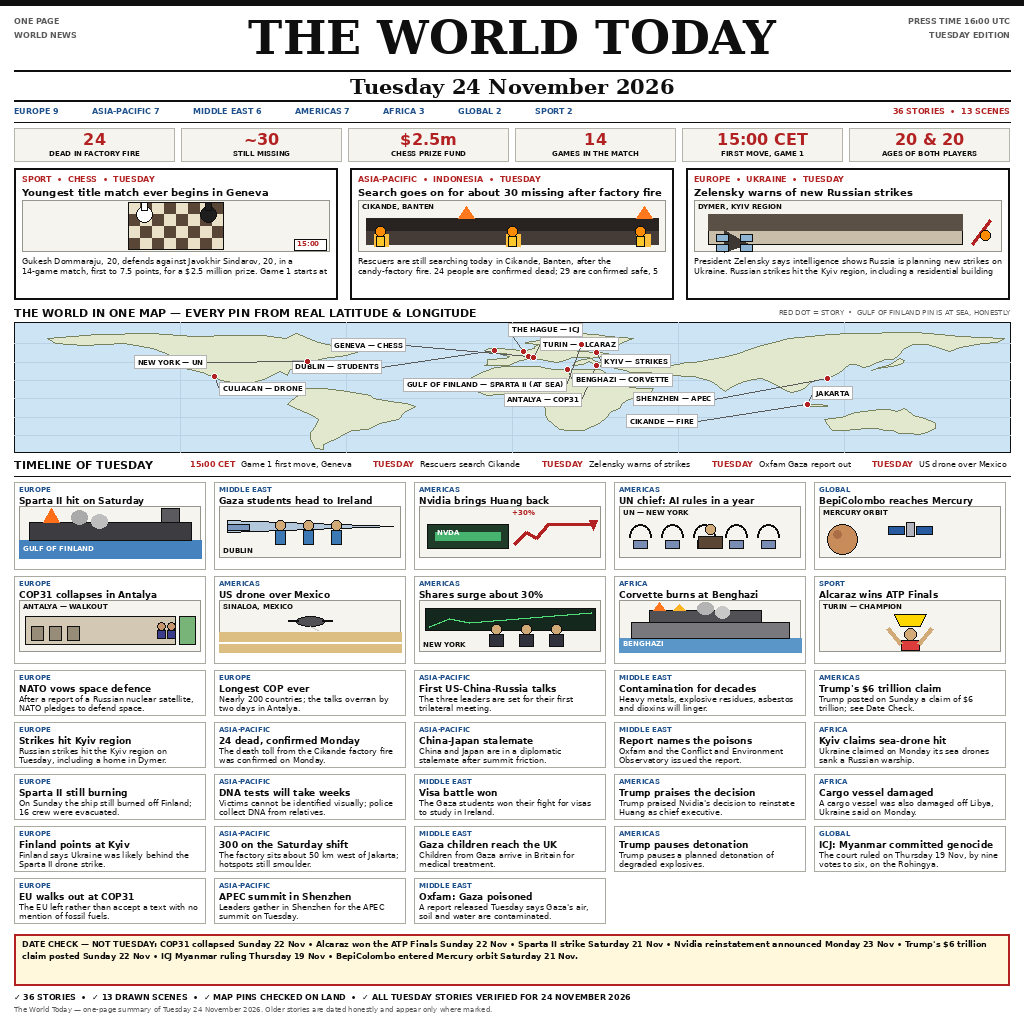 ONE PAGE
WORLD NEWS
THE WORLD TODAY
PRESS TIME 16:00 UTC
TUESDAY EDITION
Tuesday 24 November 2026
EUROPE 9 ASIA-PACIFIC 7 MIDDLE EAST 6 AMERICAS 7 AFRICA 3 GLOBAL 2 SPORT 2 36 STORIES • 13 SCENES
24
DEAD IN FACTORY FIRE
~30
STILL MISSING
$2.5m
CHESS PRIZE FUND
14
GAMES IN THE MATCH
15:00 CET
FIRST MOVE, GAME 1
20 & 20
AGES OF BOTH PLAYERS
SPORT • CHESS • TUESDAY
Youngest title match ever begins in Geneva
15:00
Gukesh Dommaraju, 20, defends against Javokhir Sindarov, 20, in a
14-game match, first to 7.5 points, for a $2.5 million prize. Game 1 starts at
ASIA-PACIFIC • INDONESIA • TUESDAY
Search goes on for about 30 missing after factory fire
CIKANDE, BANTEN
Rescuers are still searching today in Cikande, Banten, after the
candy-factory fire. 24 people are confirmed dead; 29 are confirmed safe, 5
EUROPE • UKRAINE • TUESDAY
Zelensky warns of new Russian strikes
DYMER, KYIV REGION
President Zelensky says intelligence shows Russia is planning new strikes on
Ukraine. Russian strikes hit the Kyiv region, including a residential building
THE WORLD IN ONE MAP — EVERY PIN FROM REAL LATITUDE & LONGITUDE
RED DOT = STORY • GULF OF FINLAND PIN IS AT SEA, HONESTLY
THE HAGUE — ICJ
GENEVA — CHESS
TURIN — ALCARAZ
NEW YORK — UN
DUBLIN — STUDENTS
KYIV — STRIKES
CULIACAN — DRONE
GULF OF FINLAND — SPARTA II (AT SEA)
BENGHAZI — CORVETTE
ANTALYA — COP31
SHENZHEN — APEC
JAKARTA
CIKANDE — FIRE
TIMELINE OF TUESDAY
15:00 CET Game 1 first move, Geneva
TUESDAY Rescuers search Cikande
TUESDAY Zelensky warns of strikes
TUESDAY Oxfam Gaza report out
TUESDAY US drone over Mexico
EUROPE
Sparta II hit on Saturday
GULF OF FINLAND
MIDDLE EAST
Gaza students head to Ireland
DUBLIN
AMERICAS
Nvidia brings Huang back
+30%
NVDA
AMERICAS
UN chief: AI rules in a year
UN — NEW YORK
GLOBAL
BepiColombo reaches Mercury
MERCURY ORBIT
EUROPE
COP31 collapses in Antalya
ANTALYA — WALKOUT
AMERICAS
US drone over Mexico
SINALOA, MEXICO
AMERICAS
Shares surge about 30%
NEW YORK
AFRICA
Corvette burns at Benghazi
BENGHAZI
SPORT
Alcaraz wins ATP Finals
TURIN — CHAMPION
EUROPE
NATO vows space defence
After a report of a Russian nuclear satellite,
NATO pledges to defend space.
EUROPE
Longest COP ever
Nearly 200 countries; the talks overran by
two days in Antalya.
ASIA-PACIFIC
First US-China-Russia talks
The three leaders are set for their first
trilateral meeting.
MIDDLE EAST
Contamination for decades
Heavy metals, explosive residues, asbestos
and dioxins will linger.
AMERICAS
Trump's $6 trillion claim
Trump posted on Sunday a claim of $6
trillion; see Date Check.
EUROPE
Strikes hit Kyiv region
Russian strikes hit the Kyiv region on
Tuesday, including a home in Dymer.
ASIA-PACIFIC
24 dead, confirmed Monday
The death toll from the Cikande factory fire
was confirmed on Monday.
ASIA-PACIFIC
China-Japan stalemate
China and Japan are in a diplomatic
stalemate after summit friction.
MIDDLE EAST
Report names the poisons
Oxfam and the Conflict and Environment
Observatory issued the report.
AFRICA
Kyiv claims sea-drone hit
Ukraine claimed on Monday its sea drones
sank a Russian warship.
EUROPE
Sparta II still burning
On Sunday the ship still burned off Finland;
16 crew were evacuated.
ASIA-PACIFIC
DNA tests will take weeks
Victims cannot be identified visually; police
collect DNA from relatives.
MIDDLE EAST
Visa battle won
The Gaza students won their fight for visas
to study in Ireland.
AMERICAS
Trump praises the decision
Trump praised Nvidia's decision to reinstate
Huang as chief executive.
AFRICA
Cargo vessel damaged
A cargo vessel was also damaged off Libya,
Ukraine said on Monday.
EUROPE
Finland points at Kyiv
Finland says Ukraine was likely behind the
Sparta II drone strike.
ASIA-PACIFIC
300 on the Saturday shift
The factory sits about 50 km west of Jakarta;
hotspots still smoulder.
MIDDLE EAST
Gaza children reach the UK
Children from Gaza arrive in Britain for
medical treatment.
AMERICAS
Trump pauses detonation
Trump pauses a planned detonation of
degraded explosives.
GLOBAL
ICJ: Myanmar committed genocide
The court ruled on Thursday 19 Nov, by nine
votes to six, on the Rohingya.
EUROPE
EU walks out at COP31
The EU left rather than accept a text with no
mention of fossil fuels.
ASIA-PACIFIC
APEC summit in Shenzhen
Leaders gather in Shenzhen for the APEC
summit on Tuesday.
MIDDLE EAST
Oxfam: Gaza poisoned
A report released Tuesday says Gaza's air,
soil and water are contaminated.
DATE CHECK — NOT TUESDAY: COP31 collapsed Sunday 22 Nov • Alcaraz won the ATP Finals Sunday 22 Nov • Sparta II strike Saturday 21 Nov • Nvidia reinstatement announced Monday 23 Nov • Trump's $6 trillion
claim posted Sunday 22 Nov • ICJ Myanmar ruling Thursday 19 Nov • BepiColombo entered Mercury orbit Saturday 21 Nov.
✓ 36 STORIES • ✓ 13 DRAWN SCENES • ✓ MAP PINS CHECKED ON LAND • ✓ ALL TUESDAY STORIES VERIFIED FOR 24 NOVEMBER 2026
The World Today — one-page summary of Tuesday 24 November 2026. Older stories are dated honestly and appear only where marked.